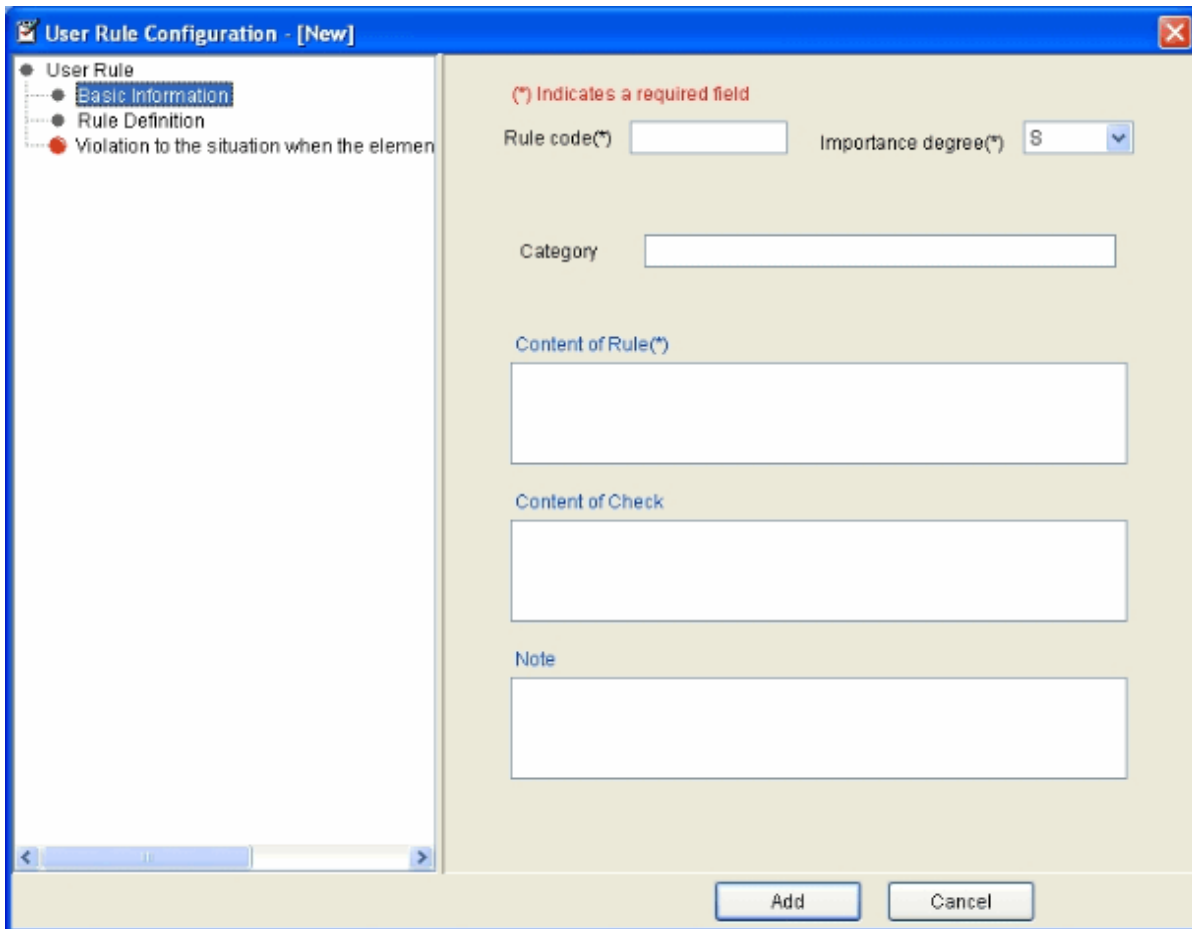 User Rule Configuration - [New]
User Rule
Basic Information
Rule Definition
Violation to the situation when the elemen
(*) Indicates a required field
Rule code(*)
Importance degree(*) S
Category
Content of Rule(*)
Content of Check
Note
Add
Cancel